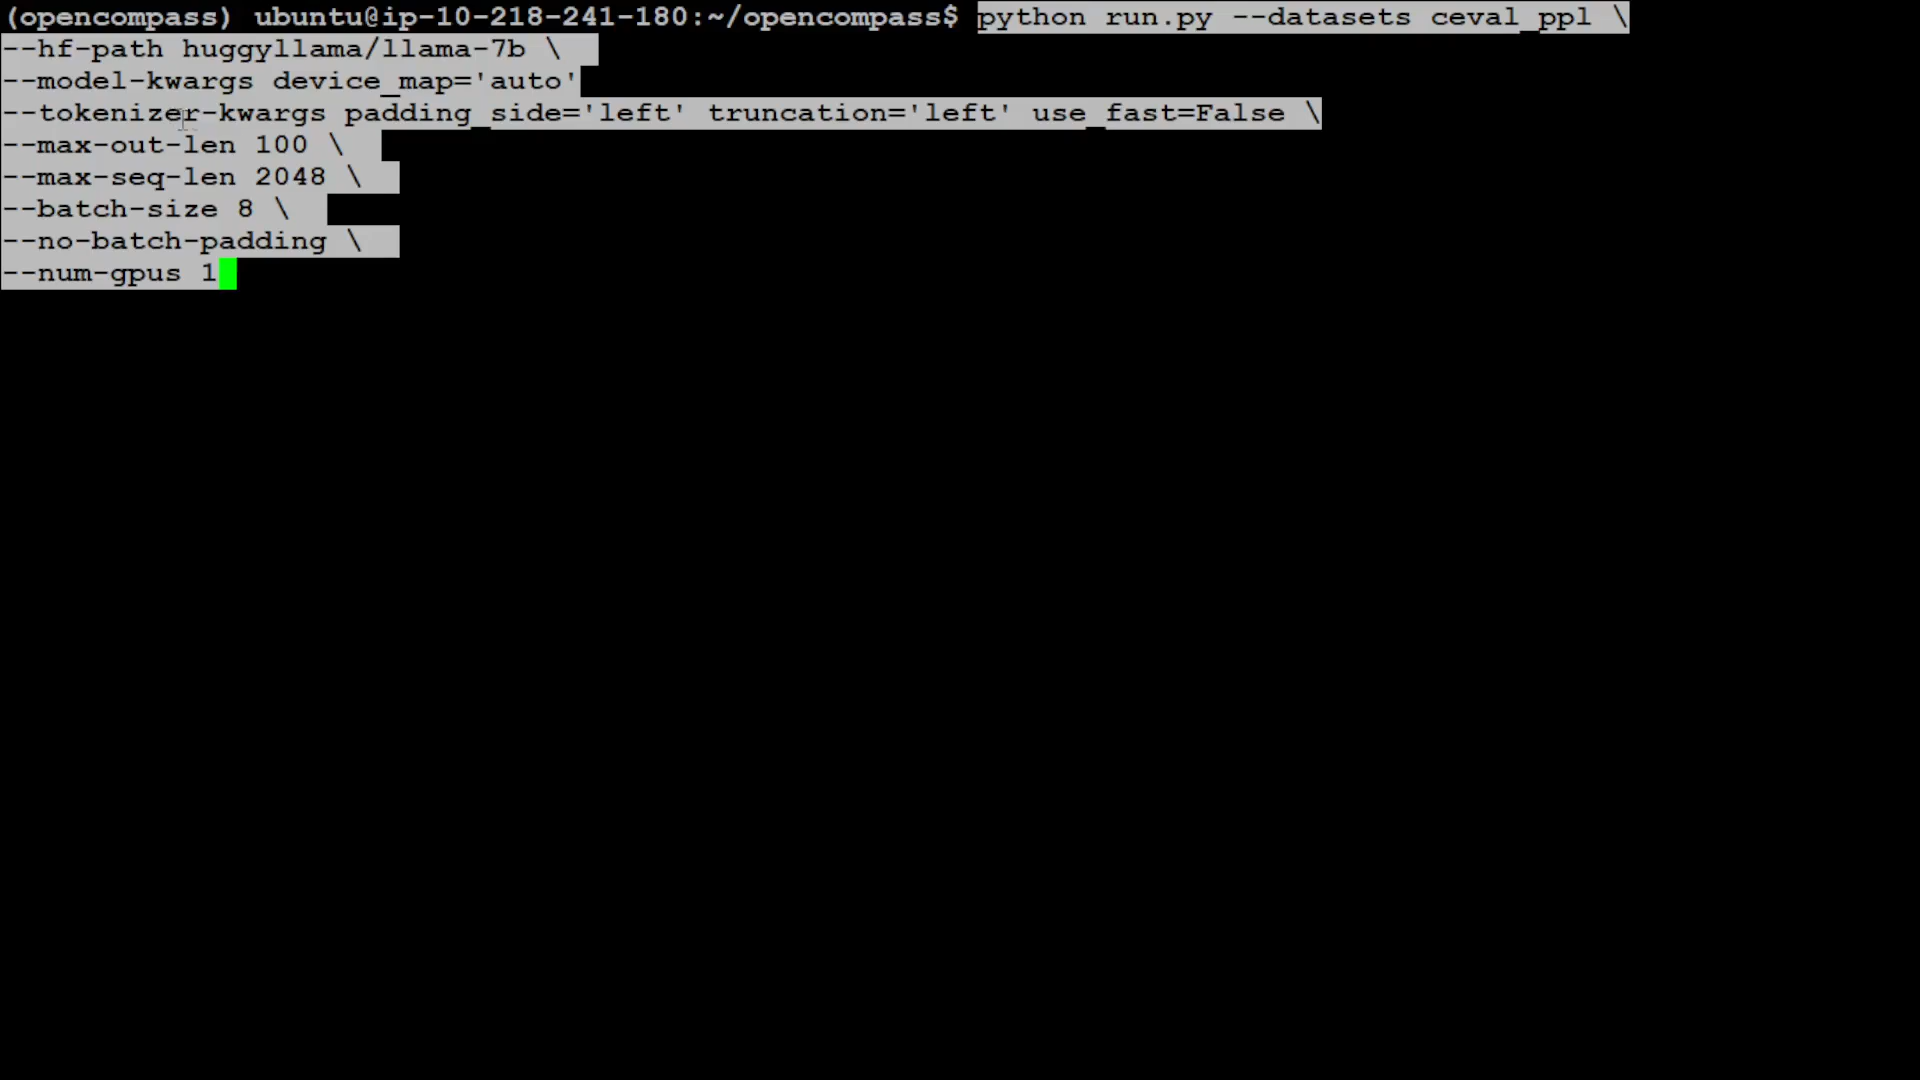 (opencompass) ubuntu@ip-10-218-241-180:~/opencompass$ python run.py --datasets ceval_ppl \
--hf-path huggyllama/llama-7b \
--model-kwargs device_map='auto'
--tokenizer-kwargs padding_side='left' truncation='left' use_fast=False \
--max-out-len 100 \
--max-seq-len 2048 \
--batch-size 8 \
--no-batch-padding \
--num-gpus 1